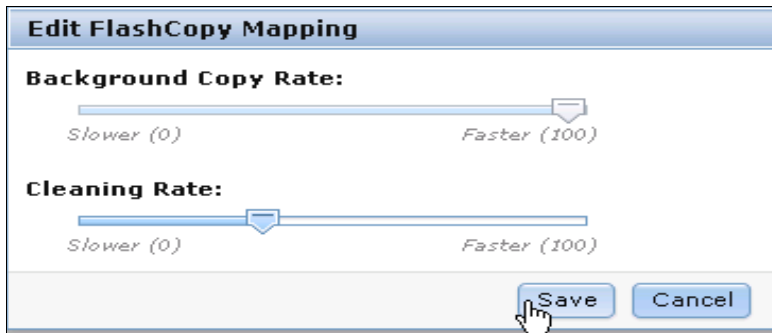 Edit FlashCopy Mapping
Background Copy Rate:
Slower (0) Faster (100)
Cleaning Rate:
Slower (0) Faster (100)
Save Cancel